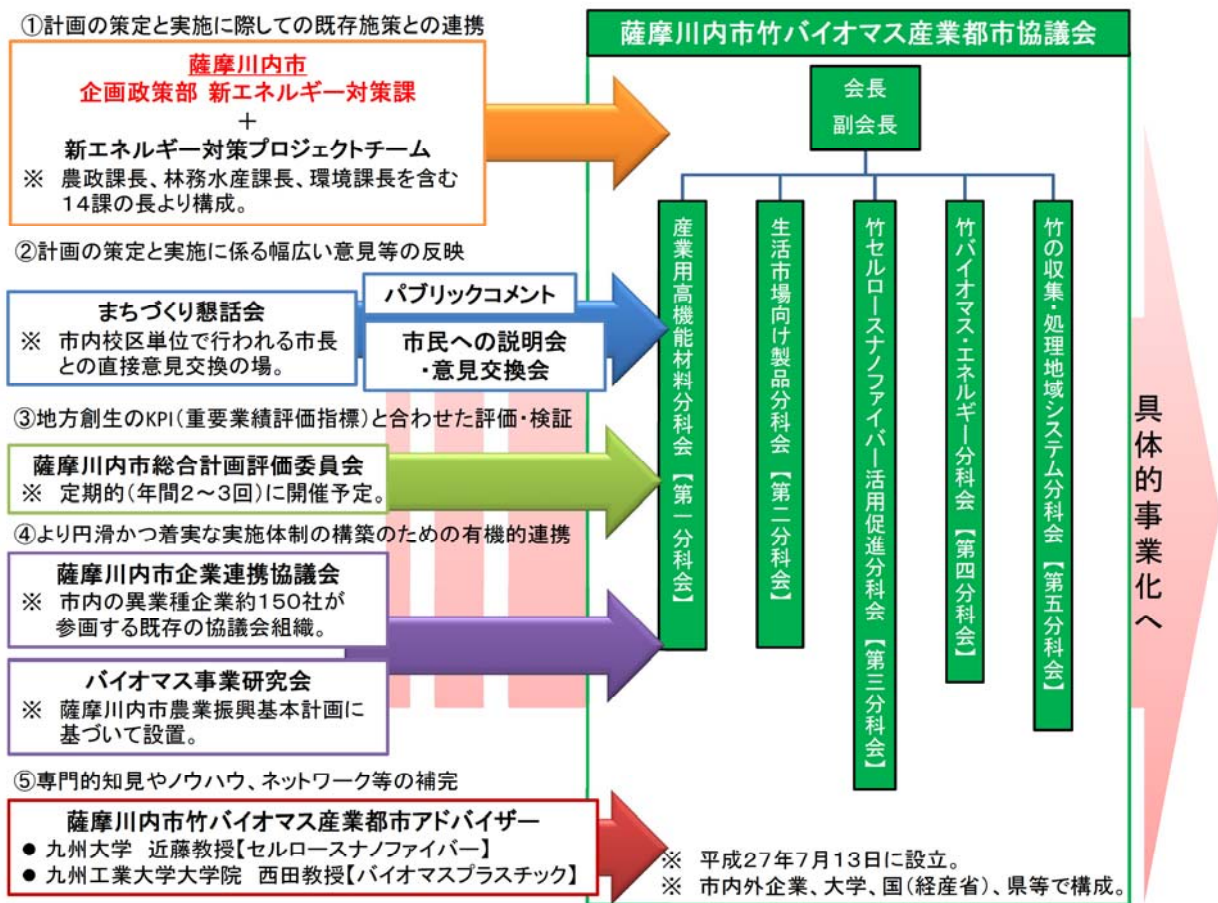 ①計画の策定と実施に際しての既存施策との連携
薩摩川内市
企画政策部 新エネルギー対策課
+
新エネルギー対策プロジェクトチーム
※ 農政課長、林務水産課長、環境課長を含む
14課の長より構成。
②計画の策定と実施に係る幅広い意見等の反映
まちづくり懇話会
※ 市内校区単位で行われる市長
との直接意見交換の場。
パブリックコメント
市民への説明会
・意見交換会
③地方創生のKPI(重要業績評価指標)と合わせた評価・検証
薩摩川内市総合計画評価委員会
※ 定期的(年間2~3回)に開催予定。
④より円滑かつ着実な実施体制の構築のための有機的連携
薩摩川内市企業連携協議会
※ 市内の異業種企業約150社が
参画する既存の協議会組織。
バイオマス事業研究会
※ 薩摩川内市農業振興基本計画に
基づいて設置。
⑤専門的知見やノウハウ、ネットワーク等の補完
薩摩川内市竹バイオマス産業都市アドバイザー
● 九州大学 近藤教授【セルロースナノファイバー】
● 九州工業大学大学院 西田教授【バイオマスプラスチック】
薩摩川内市竹バイオマス産業都市協議会
会長
副会長
産業用高機能材料分科会【第一分科会】
生活市場向け製品分科会【第二分科会】
竹セルロースナノファイバー活用促進分科会【第三分科会】
竹バイオマス・エネルギー分科会【第四分科会】
竹の収集・処理地域システム分科会【第五分科会】
※ 平成27年7月13日に設立。
※ 市内外企業、大学、国(経産省)、県等で構成。
具体的事業化へ